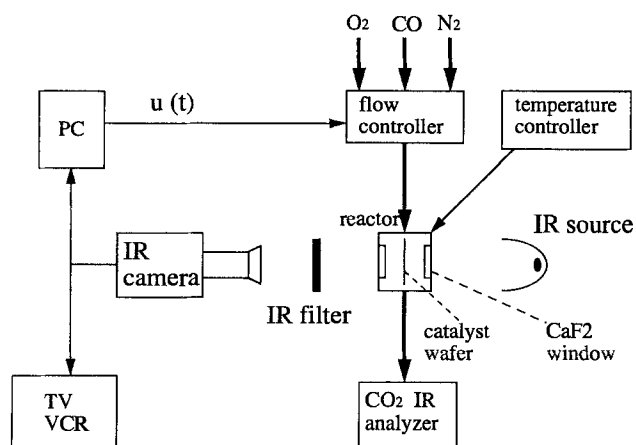 O2 CO N2
PC
u (t)
flow
controller
temperature
controller
reactor
IR source
IR
camera
IR filter
catalyst
wafer
CaF2
window
TV
VCR
CO2 IR
analyzer